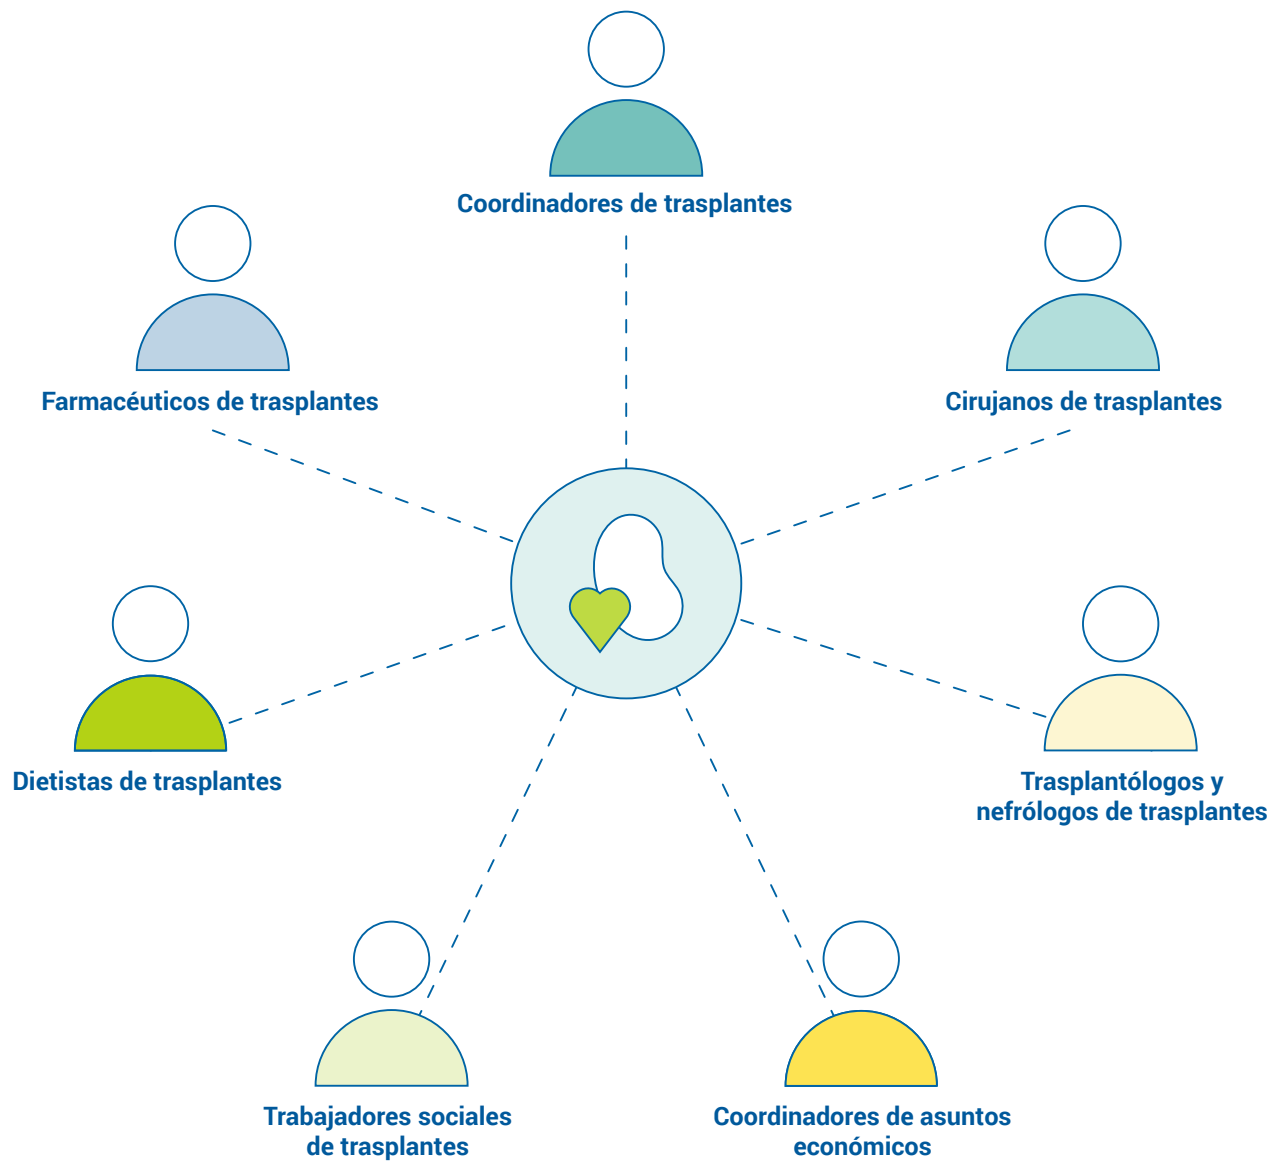 Coordinadores de trasplantes
Farmacéuticos de trasplantes
Cirujanos de trasplantes
Dietistas de trasplantes
Trasplantólogos y
nefrólogos de trasplantes
Trabajadores sociales
de trasplantes
Coordinadores de asuntos
económicos